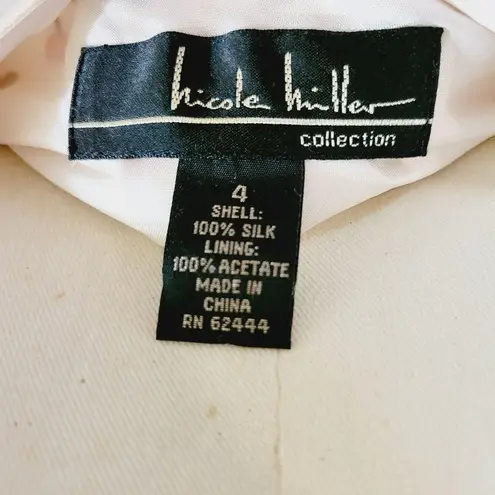 Nicole Miller
collection
4
SHELL:
100% SILK
LINING:
100% ACETATE
MADE IN
CHINA
RN 62444